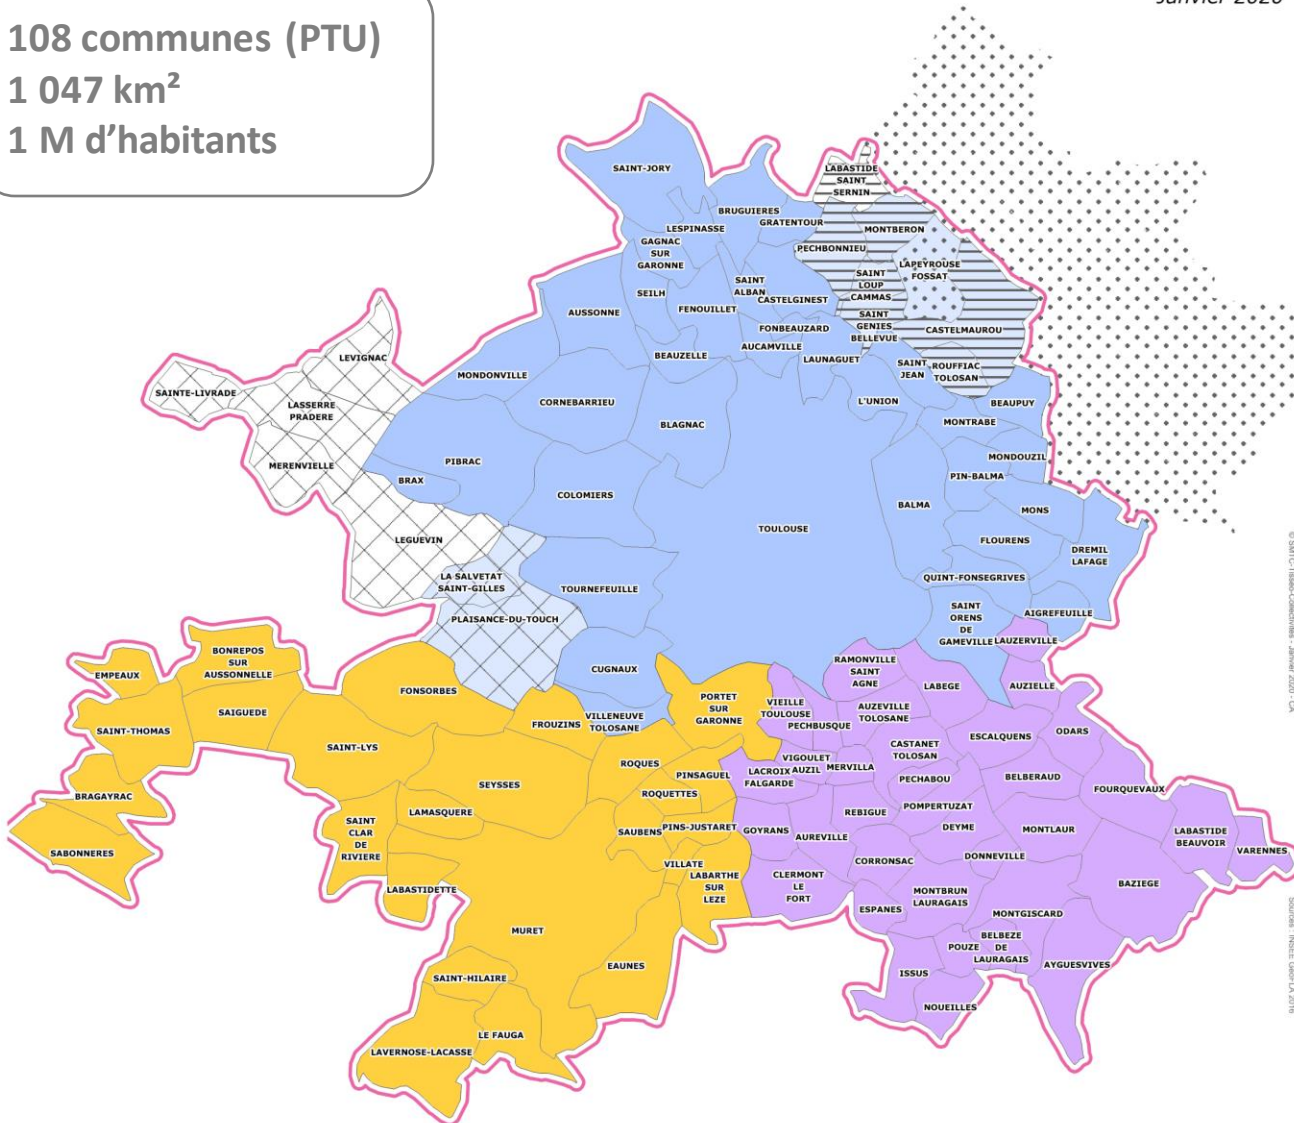 Janvier 2020
108 communes (PTU)
1 047 km²
1 M d'habitants
SAINT-JORY
LABASTIDE
SAINT
SERNIN
BRUGUIERES
GRATENTOUR
LESPINASSE
MONTBERON
GAGNAC
SUR
GARONNE
PECHBONNIEU
LAPEYROUSE
FOSSAT
SAINT
LOUP
CAMMAS
SAINT
ALBAN
SEILH
CASTELGINEST
FENOUILLET
AUSSONNE
SAINT
GENIES
BELLEVUE
FONBEAUZARD
CASTELMAUROU
AUCAMVILLE
LEVIGNAC
BEAUZELLE
LAUNAGUET
SAINT
JEAN
ROUFFIAC
TOLOSAN
MONDONVILLE
SAINTE-LIVRADE
LASSERRE
PRADERE
CORNEBARRIEU
L'UNION
BEAUPUY
BLAGNAC
MONTRABE
MERENVIELLE
PIBRAC
MONDOUZIL
BRAX
PIN-BALMA
COLOMIERS
BALMA
MONS
TOULOUSE
LEGUEVIN
FLOURENS
DREMIL
LAFAGE
LA SALVETAT
SAINT-GILLES
QUINT-FONSEGRIVES
TOURNEFEUILLE
SAINT
ORENS
DE
GAMEVILLE
AIGREFEUILLE
PLAISANCE-DU-TOUCH
LAUZERVILLE
BONREPOS
SUR
AUSSONNELLE
EMPEAUX
CUGNAUX
RAMONVILLE
SAINT
AGNE
FONSORBES
LABEGE
AUZIELLE
PORTET
SUR
GARONNE
VIEILLE
TOULOUSE
SAIGUEDE
AUZEVILLE
TOLOSANE
FROUZINS
VILLENEUVE
TOLOSANE
PECHBUSQUE
SAINT-THOMAS
ODARS
ESCALQUENS
SAINT-LYS
CASTANET
TOLOSAN
VIGOULET
AUZIL
ROQUES
MERVILLA
LACROIX
FALGARDE
PINSAGUEL
PECHABOU
BELBERAUD
SEYSSES
FOURQUEVAUX
BRAGAYRAC
ROQUETTES
POMPERTUZAT
LAMASQUERE
REBIGUE
SAINT
CLAR
DE
RIVIERE
PINS-JUSTARET
DEYME
MONTLAUR
SAUBENS
GOYRANS
AUREVILLE
LABASTIDE
BEAUVOIR
VARENNES
SABONNERES
DONNEVILLE
CORRONSAC
VILLATE
LABARTHE
SUR
LEZE
CLERMONT
LE
FORT
BAZIEGE
LABASTIDETTE
MONTBRUN
LAURAGAIS
ESPANES
MONTGISCARD
MURET
BELBEZE
DE
LAURAGAIS
POUZE
AYGUESVIVES
EAUNES
ISSUS
SAINT-HILAIRE
NOUEILLES
LE FAUGA
LAVERNOSE-LACASSE